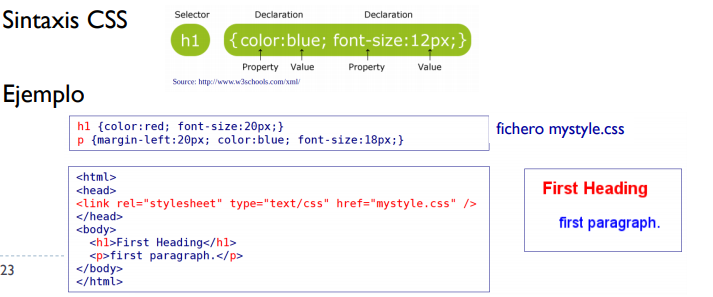 Sintaxis CSS
Selector Declaration Declaration
h1 {color:blue; font-size:12px;}
Property Value Property Value
Source: http://www.w3schools.com/xml/
Ejemplo
h1 {color:red; font-size:20px;}
p {margin-left:20px; color:blue; font-size:18px;}
fichero mystyle.css
<html>
<head>
<link rel="stylesheet" type="text/css" href="mystyle.css" />
</head>
<body>
<h1>First Heading</h1>
<p>first paragraph.</p>
</body>
</html>
First Heading
first paragraph.
23